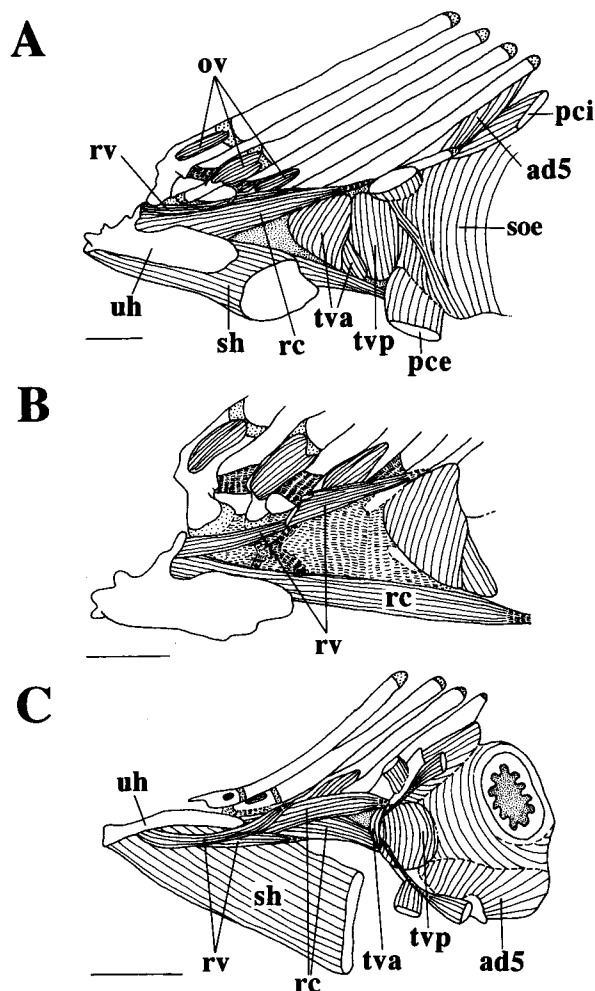 A
ov
pci
rv
ad5
soe
uh
sh
rc
tva
tvp
pce
B
rc
rv
C
uh
sh
rv
rc
tva
tvp
ad5